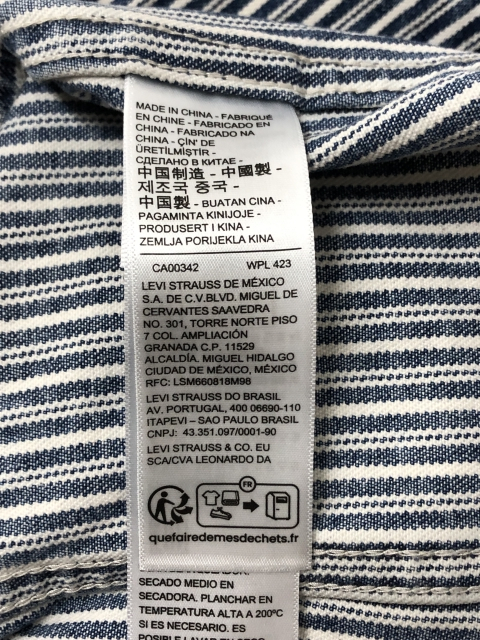 MADE IN CHINA - FABRIQUÉ
EN CHINE - FABRICADO EN
CHINA - FABRICADO NA
CHINA - ÇİN' DE
ÜRETİLMİŞTİR -
СДЕЛАНО В КИТАЕ -
中国制造 - 中國製 -
제조국 중국 -
中国製 - BUATAN CINA -
PAGAMINTA KINIJOJE -
PRODUSERT I KINA -
ZEMLJA PORIJEKLA KINA
CA00342 WPL 423
LEVI STRAUSS DE MÉXICO
S.A. DE C.V.BLVD. MIGUEL DE
CERVANTES SAAVEDRA
NO. 301, TORRE NORTE PISO
7 COL. AMPLIACIÓN
GRANADA C.P. 11529
ALCALDÍA. MIGUEL HIDALGO
CIUDAD DE MÉXICO, MÉXICO
RFC: LSM660818M98
LEVI STRAUSS DO BRASIL
AV. PORTUGAL, 400 06690-110
ITAPEVI – SAO PAULO BRASIL
CNPJ: 43.351.097/0001-90
LEVI STRAUSS & CO. EU
SCA/CVA LEONARDO DA
FR
quefairedemesdechets.fr
SECADO MEDIO EN
SECADORA. PLANCHAR EN
TEMPERATURA ALTA A 200ºC
SI ES NECESARIO. ES